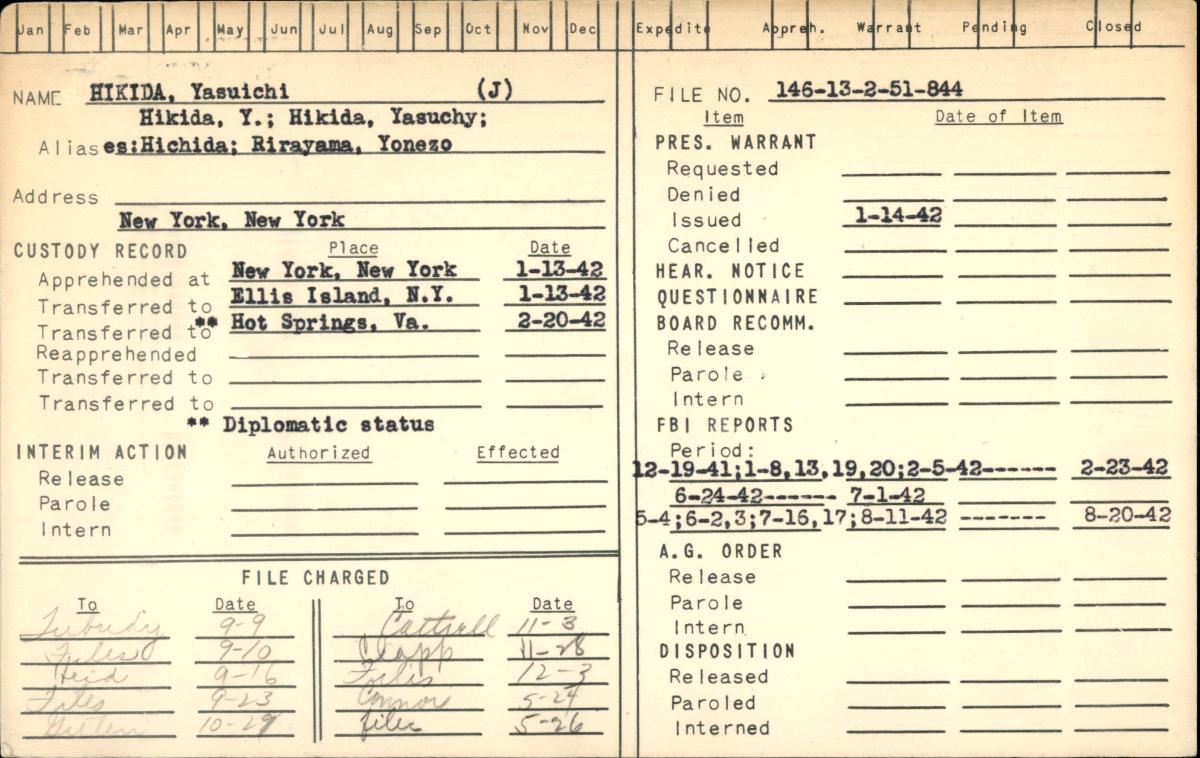 Jan Feb Mar Apr May Jun Jul Aug Sep Oct Nov Dec Expedite Appreh. Warrant Pending Closed
NAME HIKIDA, Yasuichi (J)
Hikida, Y.; Hikida, Yasuchy;
Aliases:Hichida; Rirayama, Yonezo
Address
New York, New York
CUSTODY RECORD Place Date
Apprehended at New York, New York 1-13-42
Transferred to Ellis Island, N.Y. 1-13-42
Transferred to ** Hot Springs, Va. 2-20-42
Reapprehended
Transferred to
Transferred to
** Diplomatic status
INTERIM ACTION Authorized Effected
Release
Parole
Intern
FILE CHARGED
To Date To Date
9-9 Cattrell 11-3
Files 9-10 Clapp 11-28
Heid 9-16 Files 12-3
Files 9-23 Connor 5-24
10-29 files 5-26
FILE NO. 146-13-2-51-844
Item Date of Item
PRES. WARRANT
Requested
Denied
Issued 1-14-42
Cancelled
HEAR. NOTICE
QUESTIONNAIRE
BOARD RECOMM.
Release
Parole
Intern
FBI REPORTS
Period:
12-19-41;1-8,13,19,20;2-5-42------ 2-23-42
6-24-42------ 7-1-42
5-4;6-2,3;7-16,17;8-11-42 ------- 8-20-42
A.G. ORDER
Release
Parole
Intern
DISPOSITION
Released
Paroled
Interned